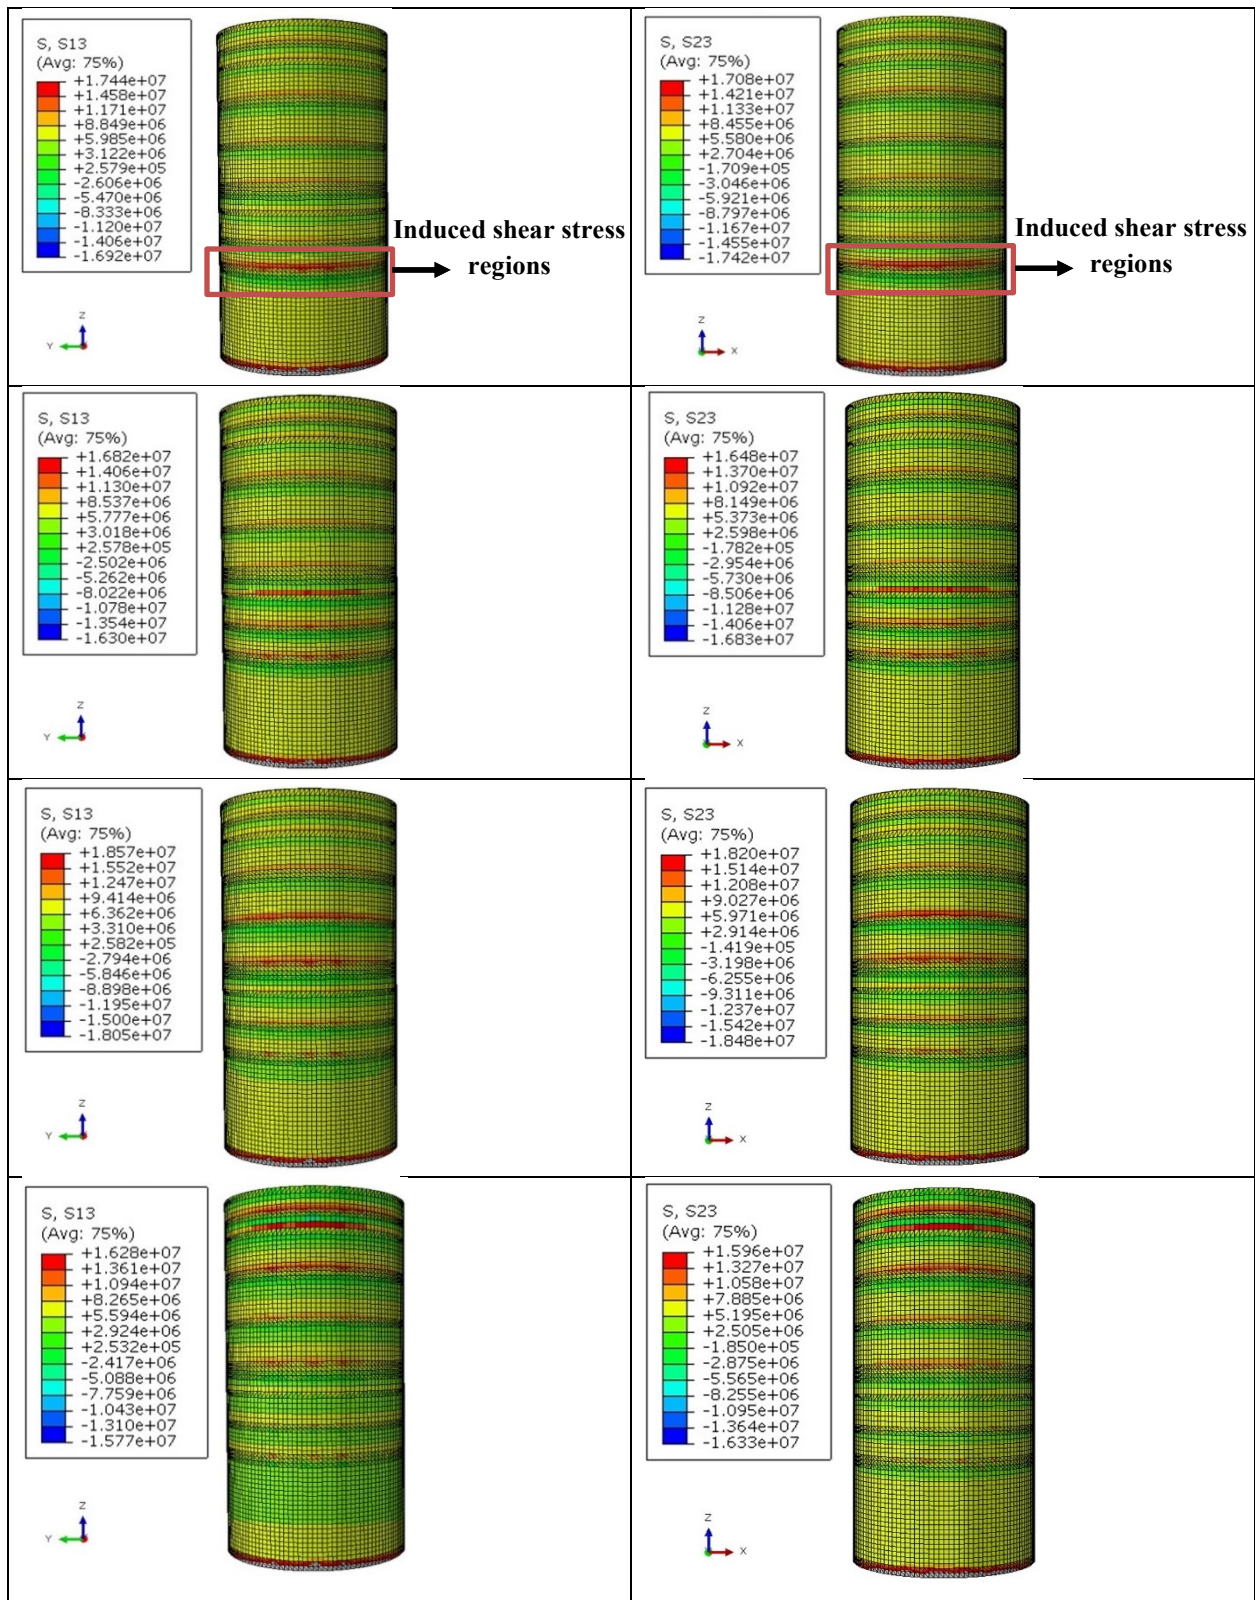 S, S13
(Avg: 75%)
+1.744e+07
+1.458e+07
+1.171e+07
+8.849e+06
+5.985e+06
+3.122e+06
+2.579e+05
-2.606e+06
-5.470e+06
-8.333e+06
-1.120e+07
-1.406e+07
-1.692e+07
Z
Y
Induced shear stress
regions
S, S23
(Avg: 75%)
+1.708e+07
+1.421e+07
+1.133e+07
+8.455e+06
+5.580e+06
+2.704e+06
-1.709e+05
-3.046e+06
-5.921e+06
-8.797e+06
-1.167e+07
-1.455e+07
-1.742e+07
Z
X
Induced shear stress
regions
S, S13
(Avg: 75%)
+1.682e+07
+1.406e+07
+1.130e+07
+8.537e+06
+5.777e+06
+3.018e+06
+2.578e+05
-2.502e+06
-5.262e+06
-8.022e+06
-1.078e+07
-1.354e+07
-1.630e+07
Z
Y
S, S23
(Avg: 75%)
+1.648e+07
+1.370e+07
+1.092e+07
+8.149e+06
+5.373e+06
+2.598e+06
-1.782e+05
-2.954e+06
-5.730e+06
-8.506e+06
-1.128e+07
-1.406e+07
-1.683e+07
Z
X
S, S13
(Avg: 75%)
+1.857e+07
+1.552e+07
+1.247e+07
+9.414e+06
+6.362e+06
+3.310e+06
+2.582e+05
-2.794e+06
-5.846e+06
-8.898e+06
-1.195e+07
-1.500e+07
-1.805e+07
Z
Y
S, S23
(Avg: 75%)
+1.820e+07
+1.514e+07
+1.208e+07
+9.027e+06
+5.971e+06
+2.914e+06
-1.419e+05
-3.198e+06
-6.255e+06
-9.311e+06
-1.237e+07
-1.542e+07
-1.848e+07
Z
X
S, S13
(Avg: 75%)
+1.628e+07
+1.361e+07
+1.094e+07
+8.265e+06
+5.594e+06
+2.924e+06
+2.532e+05
-2.417e+06
-5.088e+06
-7.759e+06
-1.043e+07
-1.310e+07
-1.577e+07
Z
Y
S, S23
(Avg: 75%)
+1.596e+07
+1.327e+07
+1.058e+07
+7.885e+06
+5.195e+06
+2.505e+06
-1.850e+05
-2.875e+06
-5.565e+06
-8.255e+06
-1.095e+07
-1.364e+07
-1.633e+07
Z
X